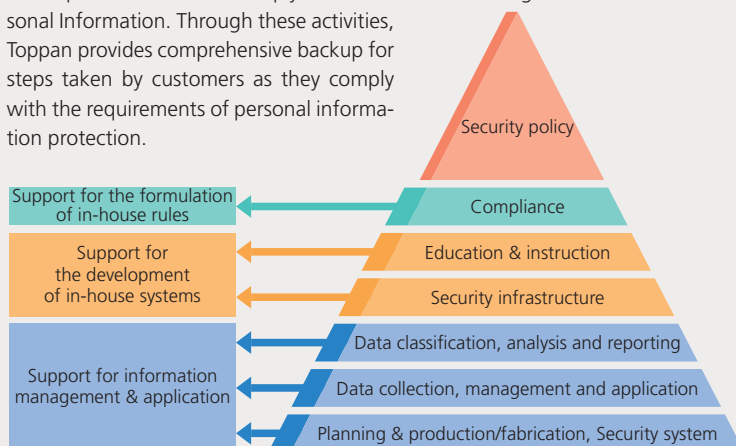 sonal Information. Through these activities,
Toppan provides comprehensive backup for
steps taken by customers as they comply
with the requirements of personal informa-
tion protection.
Security policy
Support for the formulation
of in-house rules
Compliance
Support for
the development
of in-house systems
Education & instruction
Security infrastructure
Support for information
management & application
Data classification, analysis and reporting
Data collection, management and application
Planning & production/fabrication, Security system